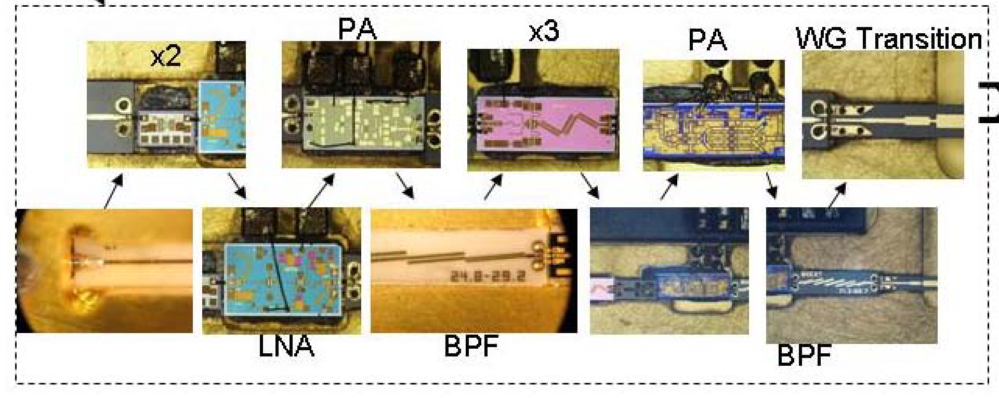 PA
x3
PA
WG Transition
x2
24.8-29.2
LNA
BPF
BPF